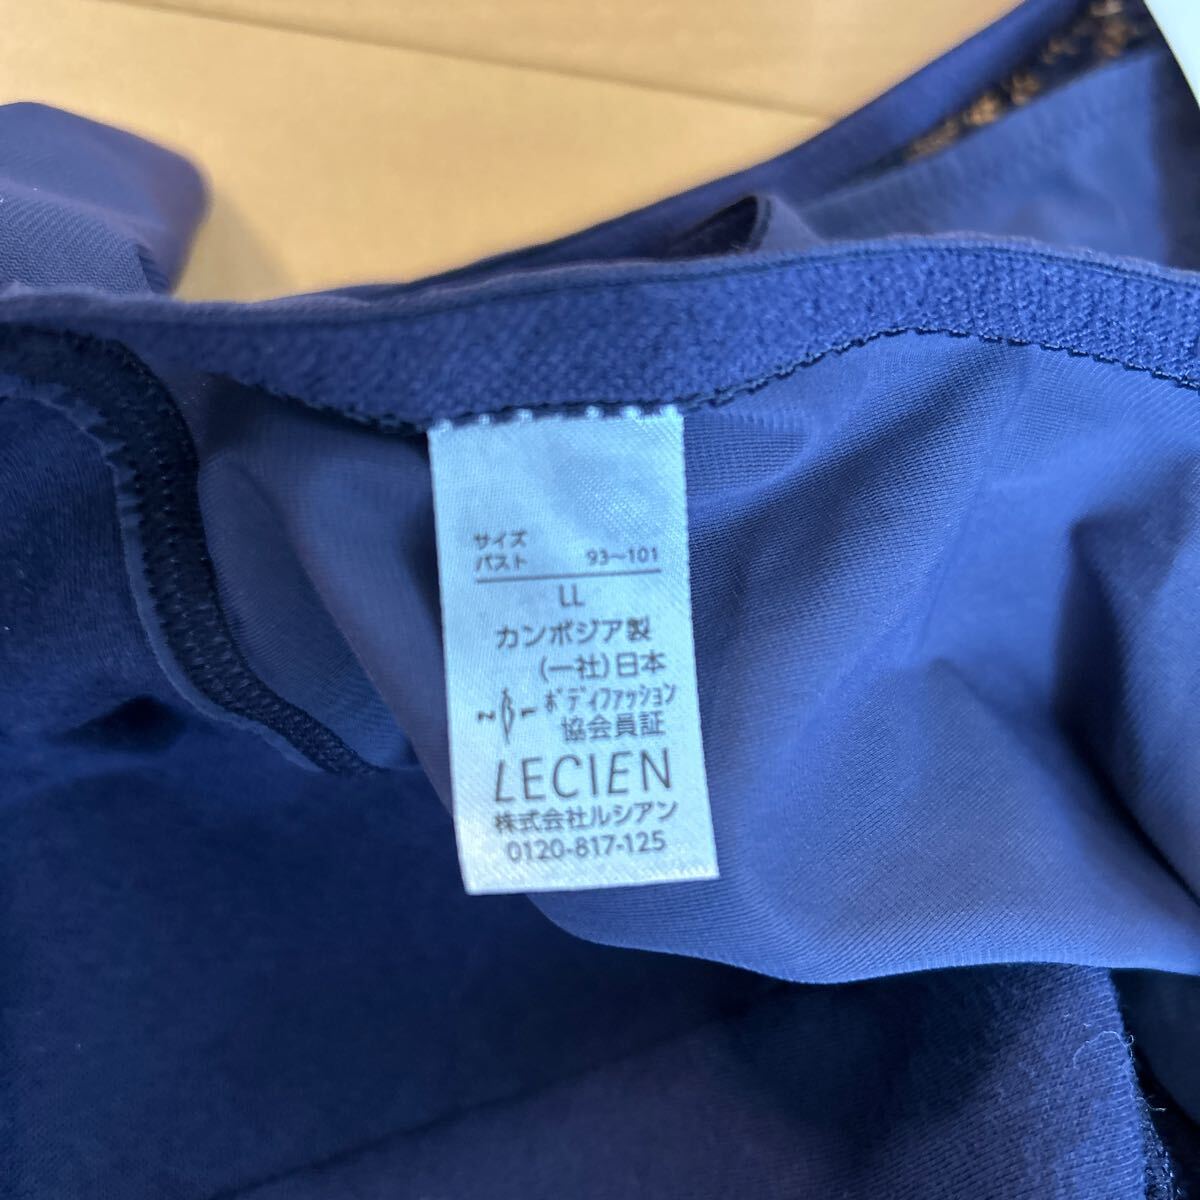 サイズ
バスト 93~101
LL
カンボジア製
(一社)日本
ボディファッション
協会員証
LECIEN
株式会社ルシアン
0120-817-125